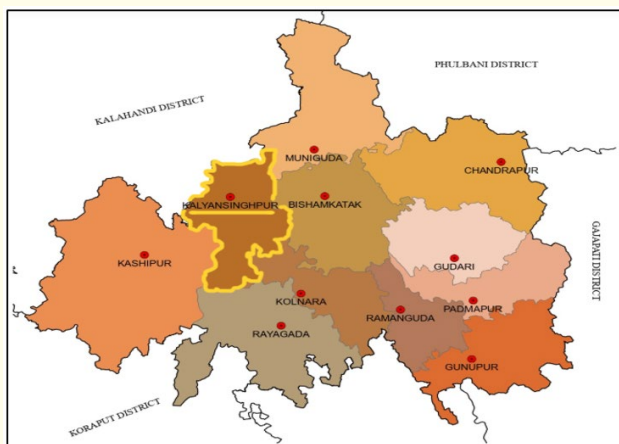 PHULBANI DISTRICT
KALAHANDI DISTRICT
MUNIGUDA
CHANDRAPUR
KALYANSINGHPUR
BISHAMKATAK
GAJAPATI DISTRICT
KASHIPUR
GUDARI
KOLNARA
PADMAPUR
RAMANGUDA
RAYAGADA
GUNUPUR
KORAPUT DISTRICT